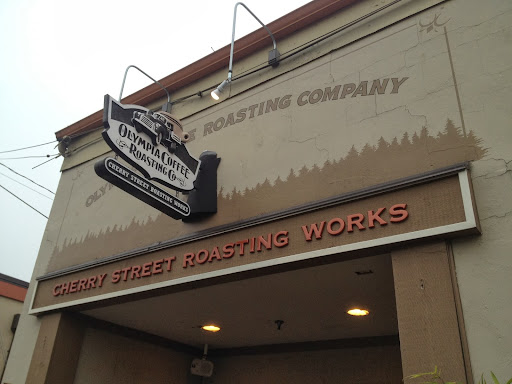 OLYMPIA COFFEE
ROASTING CO.
CHERRY STREET ROASTING WORKS
ROASTING COMPANY
CHERRY STREET ROASTING WORKS